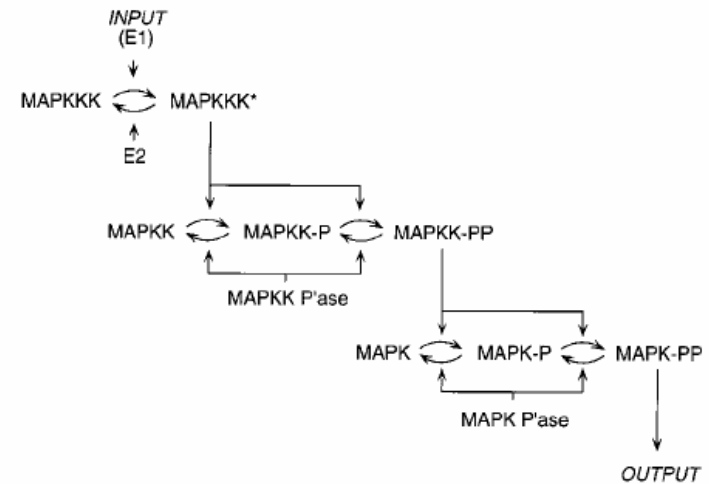 INPUT
(E1)
MAPKKK MAPKKK*
E2
MAPKK MAPKK-P MAPKK-PP
MAPKK P'ase
MAPK MAPK-P MAPK-PP
MAPK P'ase
OUTPUT